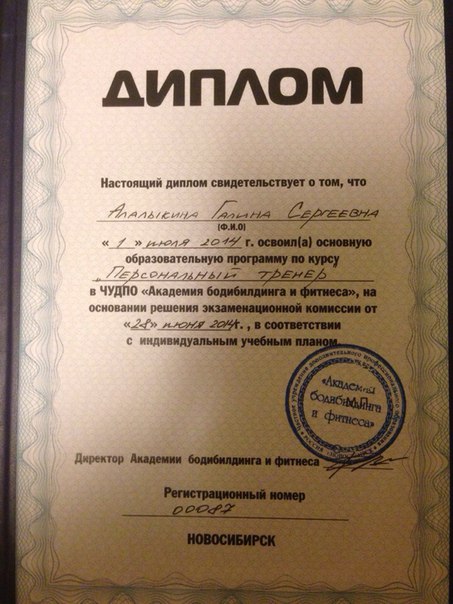 ДИПЛОМ
Настоящий диплом свидетельствует о том, что
Алалыкина Галина Сергеевна
(Ф.И.О)
« 1 » июля 2014 г. освоил(а) основную
образовательную программу по курсу
„Персональный тренер"
в ЧУДПО «Академия бодибилдинга и фитнеса», на
основании решения экзаменационной комиссии от
«28» июня 2014г. , в соответствии
с индивидуальным учебным планом.
«Академия
бодибилдинга
М.П.
и фитнеса»
Директор Академии бодибилдинга и фитнеса
Регистрационный номер
00087
НОВОСИБИРСК